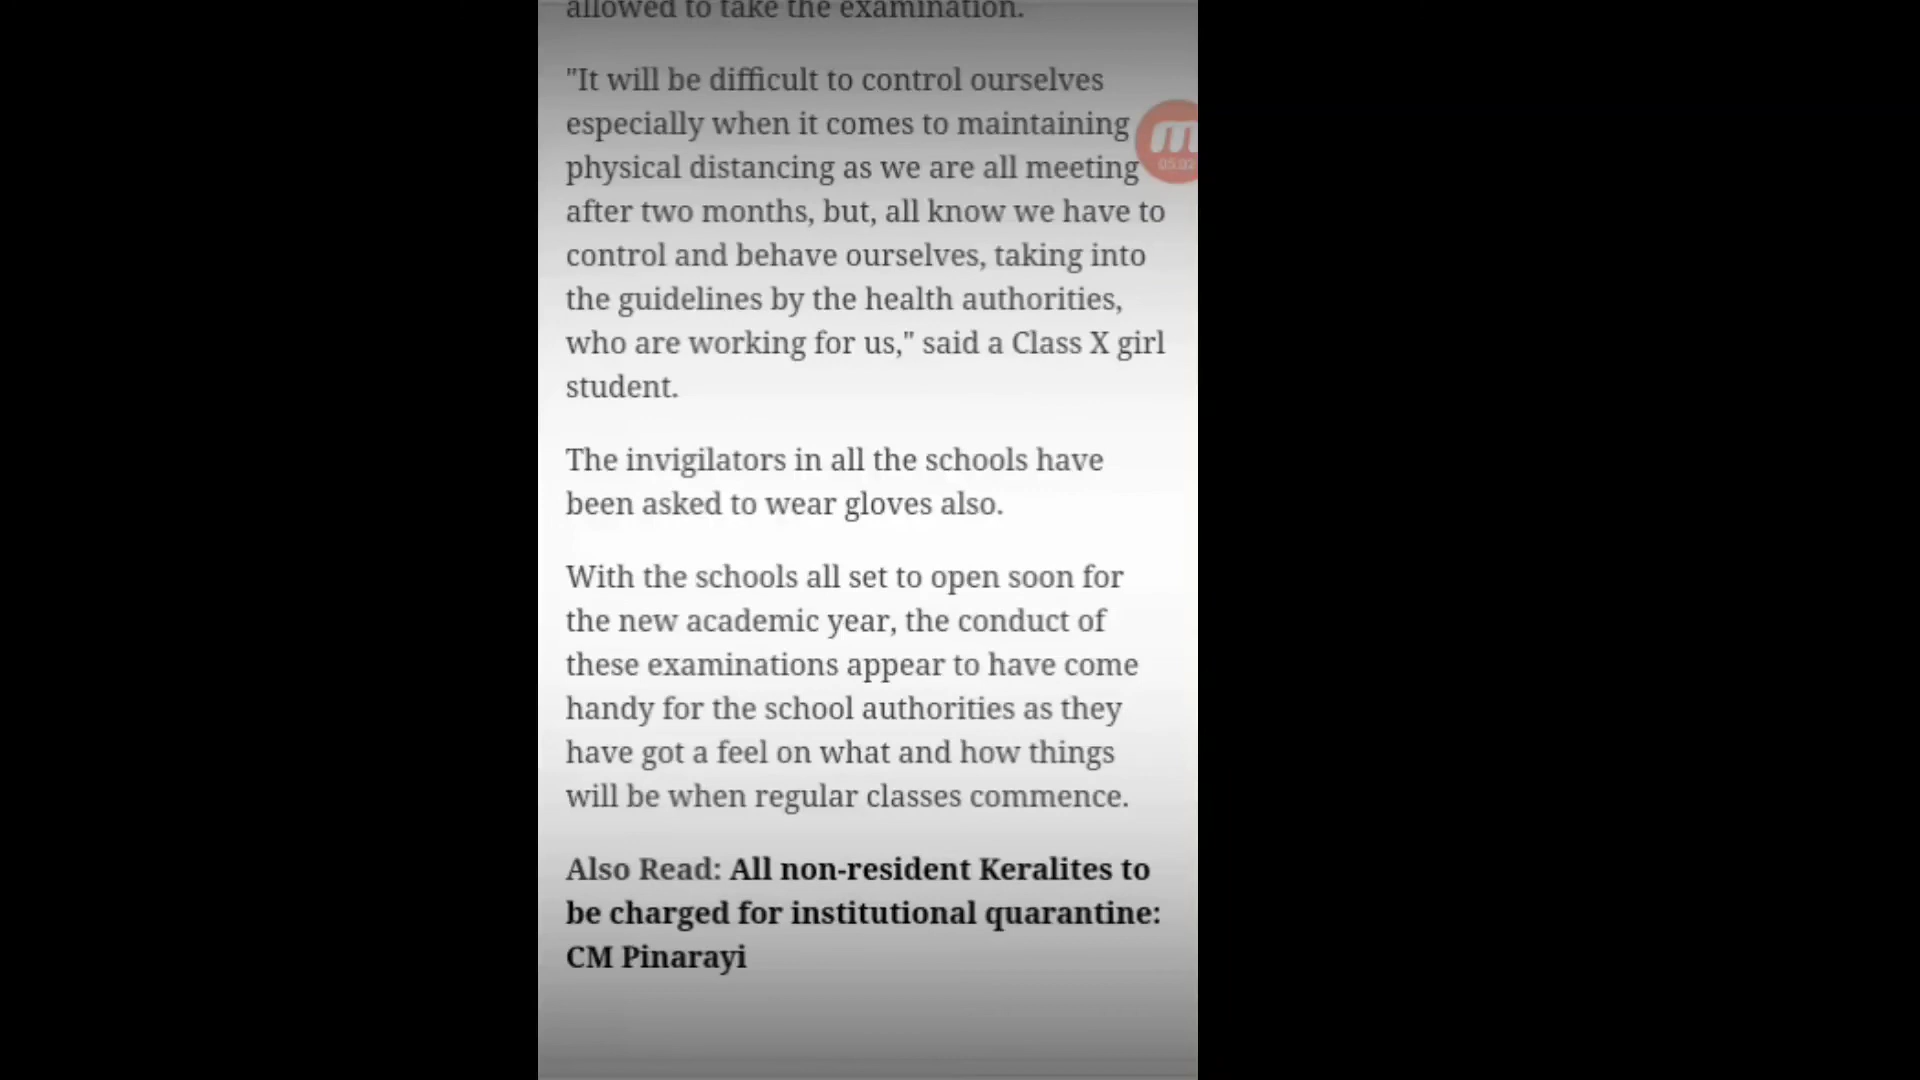 allowed to take the examination.
"It will be difficult to control ourselves
especially when it comes to maintaining
physical distancing as we are all meeting
after two months, but, all know we have to
control and behave ourselves, taking into
the guidelines by the health authorities,
who are working for us," said a Class X girl
student.
The invigilators in all the schools have
been asked to wear gloves also.
With the schools all set to open soon for
the new academic year, the conduct of
these examinations appear to have come
handy for the school authorities as they
have got a feel on what and how things
will be when regular classes commence.
Also Read: All non-resident Keralites to
be charged for institutional quarantine:
CM Pinarayi